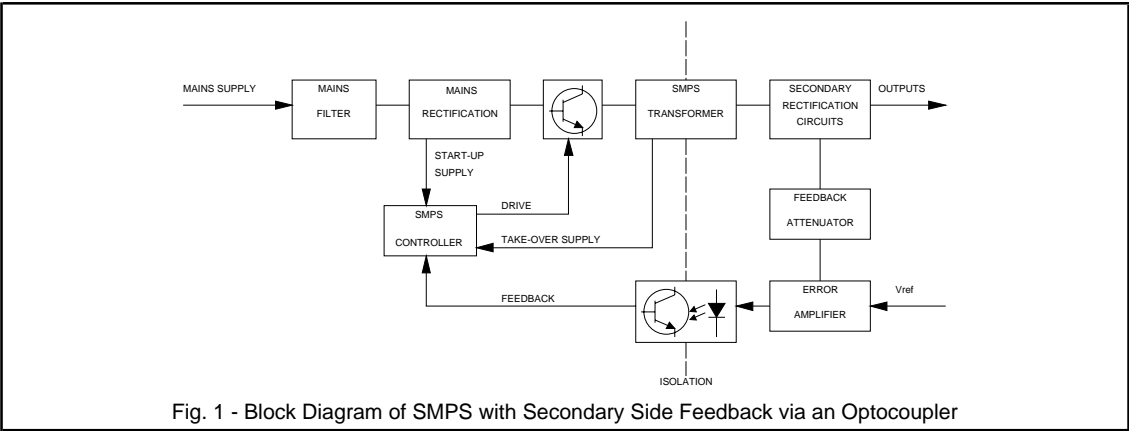 MAINS SUPPLY
MAINS
FILTER
MAINS
RECTIFICATION
SMPS
TRANSFORMER
SECONDARY
RECTIFICATION
CIRCUITS
OUTPUTS
START-UP
SUPPLY
SMPS
CONTROLLER
DRIVE
TAKE-OVER SUPPLY
FEEDBACK
ATTENUATOR
FEEDBACK
ERROR
AMPLIFIER
Vref
ISOLATION
Fig. 1 - Block Diagram of SMPS with Secondary Side Feedback via an Optocoupler